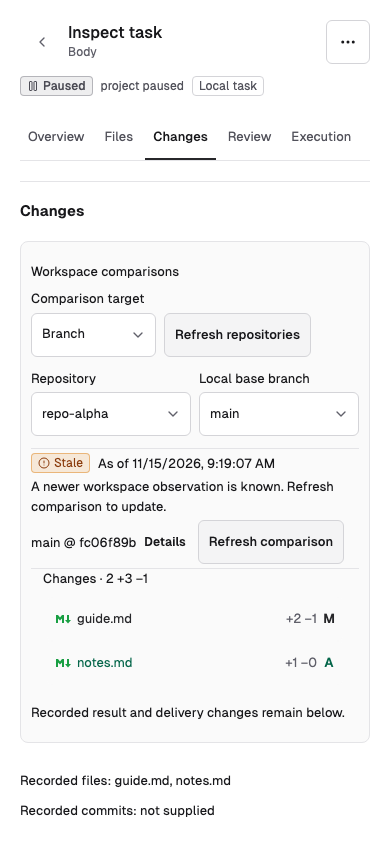 Inspect task
Body
Paused project paused Local task
Overview Files Changes Review Execution
Changes
Workspace comparisons
Comparison target
Branch Refresh repositories
Repository Local base branch
repo-alpha main
Stale As of 11/15/2026, 9:19:07 AM
A newer workspace observation is known. Refresh
comparison to update.
main @ fc06f89b Details Refresh comparison
Changes · 2 +3 −1
M↓ guide.md +2 −1 M
M↓ notes.md +1 −0 A
Recorded result and delivery changes remain below.
Recorded files: guide.md, notes.md
Recorded commits: not supplied